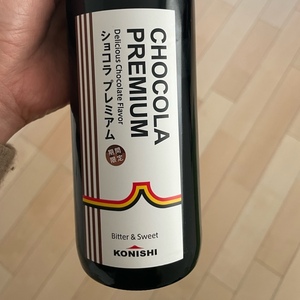 CHOCOLA
PREMIUM
Delicious Chocolate Flavor
ショコラ プレミアム
期間
限定
Bitter & Sweet
KONISHI